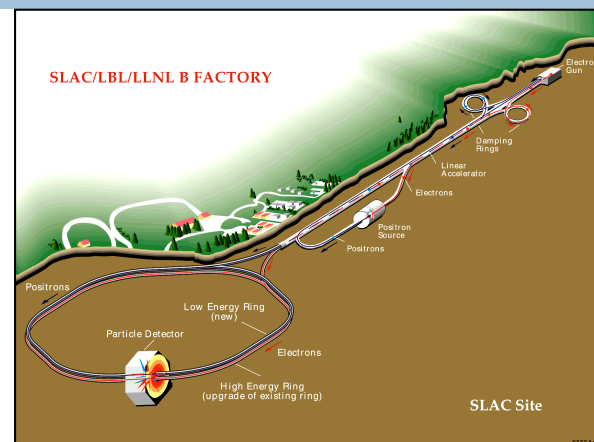 SLAC/LBL/LLNL B FACTORY
Electro
Gun
Damping
Rings
Linear
Accelerator
Electrons
Positron
Source
Positrons
Positrons
Low Energy Ring
(new)
Particle Detector
Electrons
High Energy Ring
(upgrade of existing ring)
SLAC Site